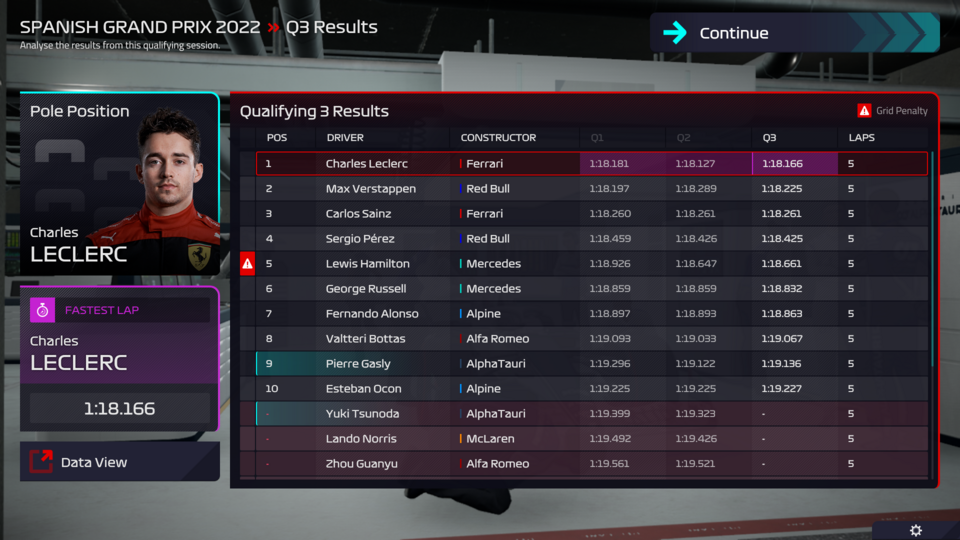 SPANISH GRAND PRIX 2022 » Q3 Results
Analyse the results from this qualifying session.
Continue
Pole Position
Charles
LECLERC
FASTEST LAP
Charles
LECLERC
1:18.166
Data View
Qualifying 3 Results
Grid Penalty
POS DRIVER CONSTRUCTOR Q1 Q2 Q3 LAPS
1 Charles Leclerc Ferrari 1:18.181 1:18.127 1:18.166 5
2 Max Verstappen Red Bull 1:18.197 1:18.289 1:18.225 5
3 Carlos Sainz Ferrari 1:18.260 1:18.261 1:18.261 5
4 Sergio Pérez Red Bull 1:18.459 1:18.426 1:18.425 5
5 Lewis Hamilton Mercedes 1:18.926 1:18.647 1:18.661 5
6 George Russell Mercedes 1:18.859 1:18.859 1:18.832 5
7 Fernando Alonso Alpine 1:18.897 1:18.893 1:18.863 5
8 Valtteri Bottas Alfa Romeo 1:19.093 1:19.033 1:19.067 5
9 Pierre Gasly AlphaTauri 1:19.296 1:19.122 1:19.136 5
10 Esteban Ocon Alpine 1:19.225 1:19.225 1:19.227 5
- Yuki Tsunoda AlphaTauri 1:19.399 1:19.323 - 5
- Lando Norris McLaren 1:19.492 1:19.426 - 5
- Zhou Guanyu Alfa Romeo 1:19.561 1:19.521 - 5